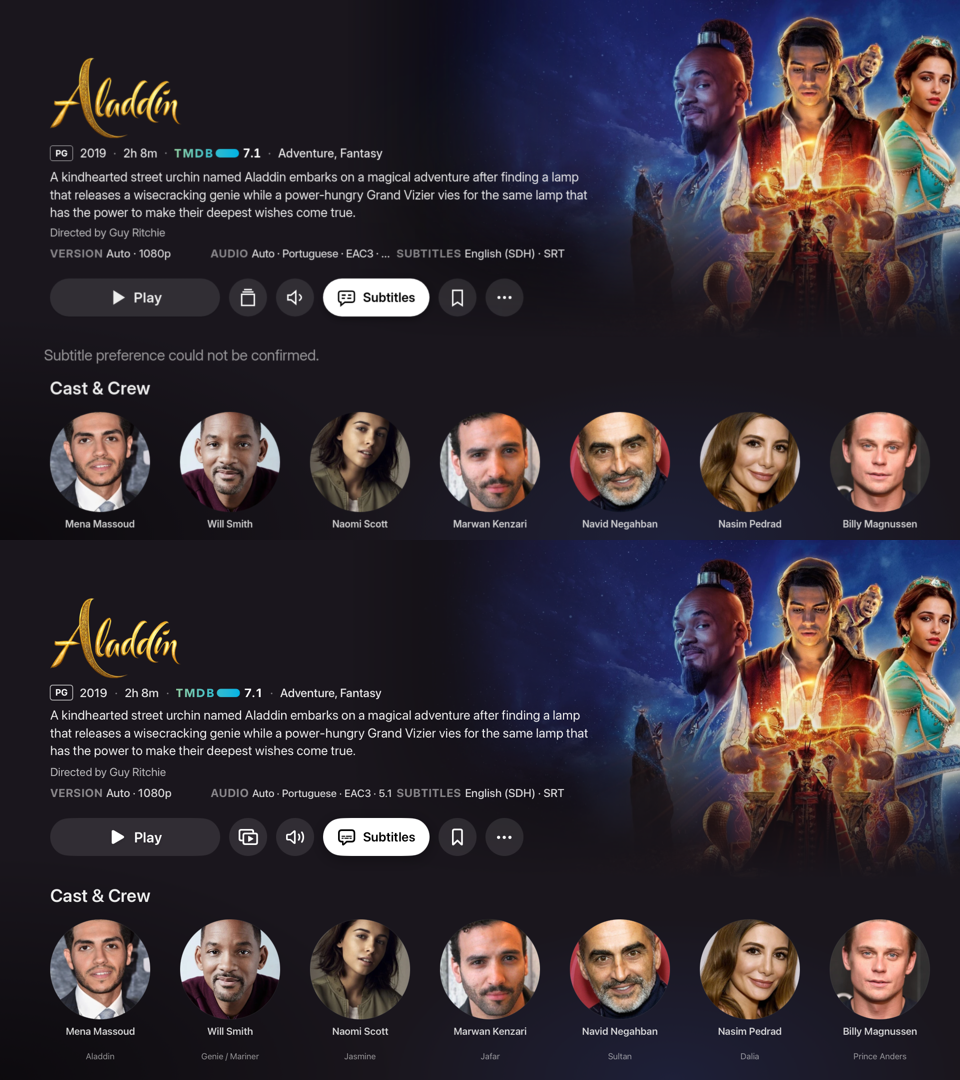 Aladdin
PG 2019 · 2h 8m · TMDB 7.1 · Adventure, Fantasy
A kindhearted street urchin named Aladdin embarks on a magical adventure after finding a lamp
that releases a wisecracking genie while a power-hungry Grand Vizier vies for the same lamp that
has the power to make their deepest wishes come true.
Directed by Guy Ritchie
VERSION Auto · 1080p AUDIO Auto · Portuguese · EAC3 · ... SUBTITLES English (SDH) · SRT
Play Subtitles
Subtitle preference could not be confirmed.
Cast & Crew
Mena Massoud Will Smith Naomi Scott Marwan Kenzari Navid Negahban Nasim Pedrad Billy Magnussen
Aladdin
PG 2019 · 2h 8m · TMDB 7.1 · Adventure, Fantasy
A kindhearted street urchin named Aladdin embarks on a magical adventure after finding a lamp
that releases a wisecracking genie while a power-hungry Grand Vizier vies for the same lamp that
has the power to make their deepest wishes come true.
Directed by Guy Ritchie
VERSION Auto · 1080p AUDIO Auto · Portuguese · EAC3 · 5.1 SUBTITLES English (SDH) · SRT
Play Subtitles
Cast & Crew
Mena Massoud Will Smith Naomi Scott Marwan Kenzari Navid Negahban Nasim Pedrad Billy Magnussen
Aladdin Genie / Mariner Jasmine Jafar Sultan Dalia Prince Anders